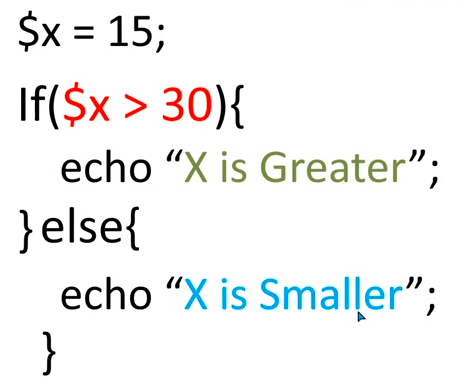 $x = 15;
If($x > 30){
echo “X is Greater”;
}else{
echo “X is Smaller”;
}